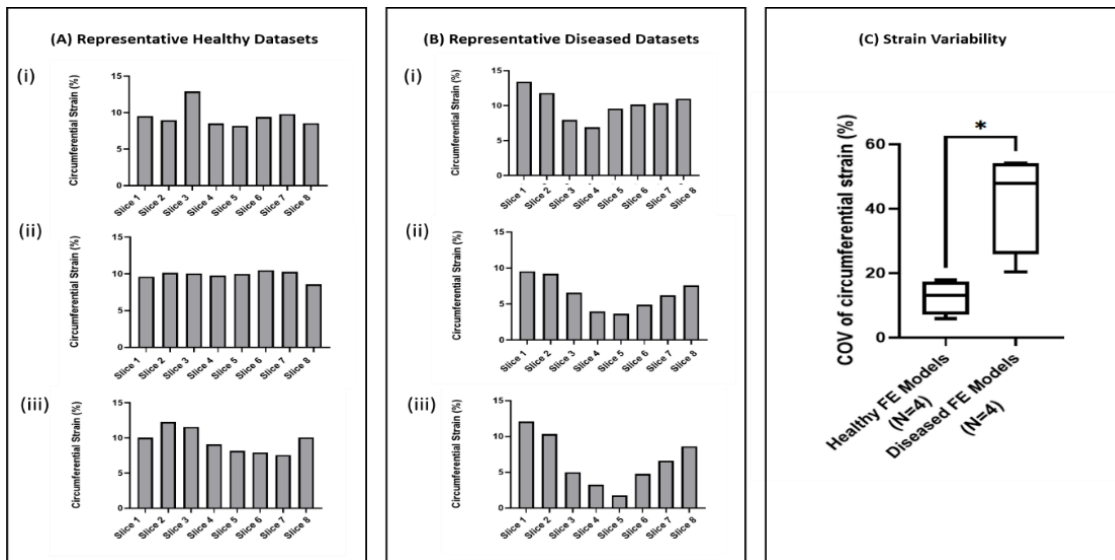 (A) Representative Healthy Datasets
(i)
Circumferential Strain (%)
15
10
5
0
Slice 1
Slice 2
Slice 3
Slice 4
Slice 5
Slice 6
Slice 7
Slice 8
(ii)
Circumferential Strain (%)
15
10
5
0
Slice 1
Slice 2
Slice 3
Slice 4
Slice 5
Slice 6
Slice 7
Slice 8
(iii)
Circumferential Strain (%)
15
10
5
0
Slice 1
Slice 2
Slice 3
Slice 4
Slice 5
Slice 6
Slice 7
Slice 8
(B) Representative Diseased Datasets
(i)
Circumferential Strain (%)
15
10
5
0
Slice 1
Slice 2
Slice 3
Slice 4
Slice 5
Slice 6
Slice 7
Slice 8
(ii)
Circumferential Strain (%)
15
10
5
0
Slice 1
Slice 2
Slice 3
Slice 4
Slice 5
Slice 6
Slice 7
Slice 8
(iii)
Circumferential Strain (%)
15
10
5
0
Slice 1
Slice 2
Slice 3
Slice 4
Slice 5
Slice 6
Slice 7
Slice 8
(C) Strain Variability
COV of circumferential strain (%)
60
40
20
0
*
Healthy FE Models
(N=4)
Diseased FE Models
(N=4)